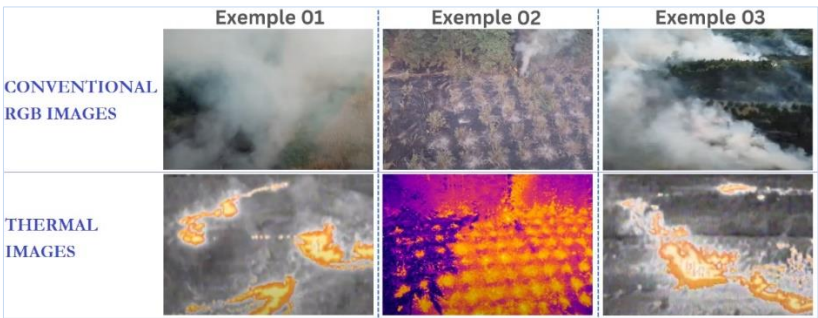 Exemple 01
Exemple 02
Exemple 03
CONVENTIONAL
RGB IMAGES
THERMAL
IMAGES